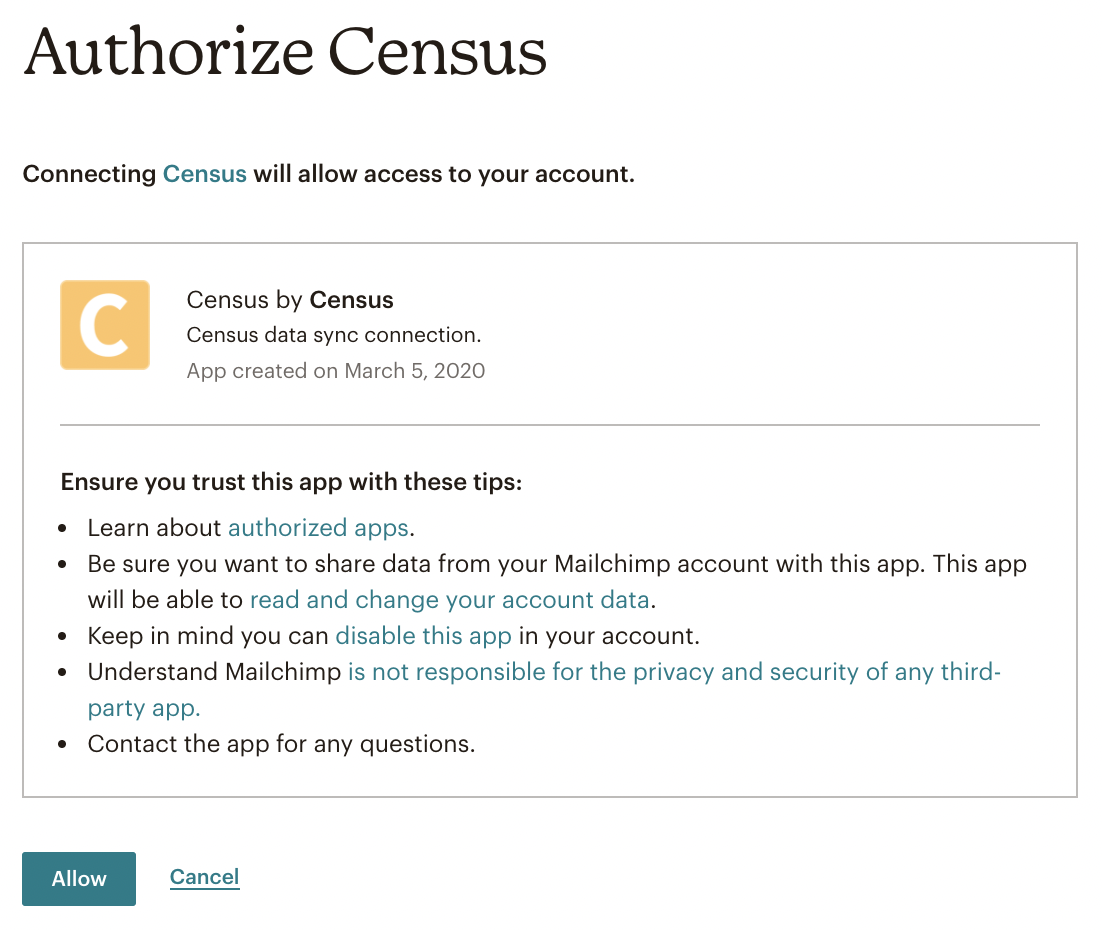 Authorize Census
Connecting Census will allow access to your account.
C
Census by Census
Census data sync connection.
App created on March 5, 2020
Ensure you trust this app with these tips:
• Learn about authorized apps.
• Be sure you want to share data from your Mailchimp account with this app. This app
will be able to read and change your account data.
• Keep in mind you can disable this app in your account.
• Understand Mailchimp is not responsible for the privacy and security of any third-
party app.
• Contact the app for any questions.
Allow Cancel